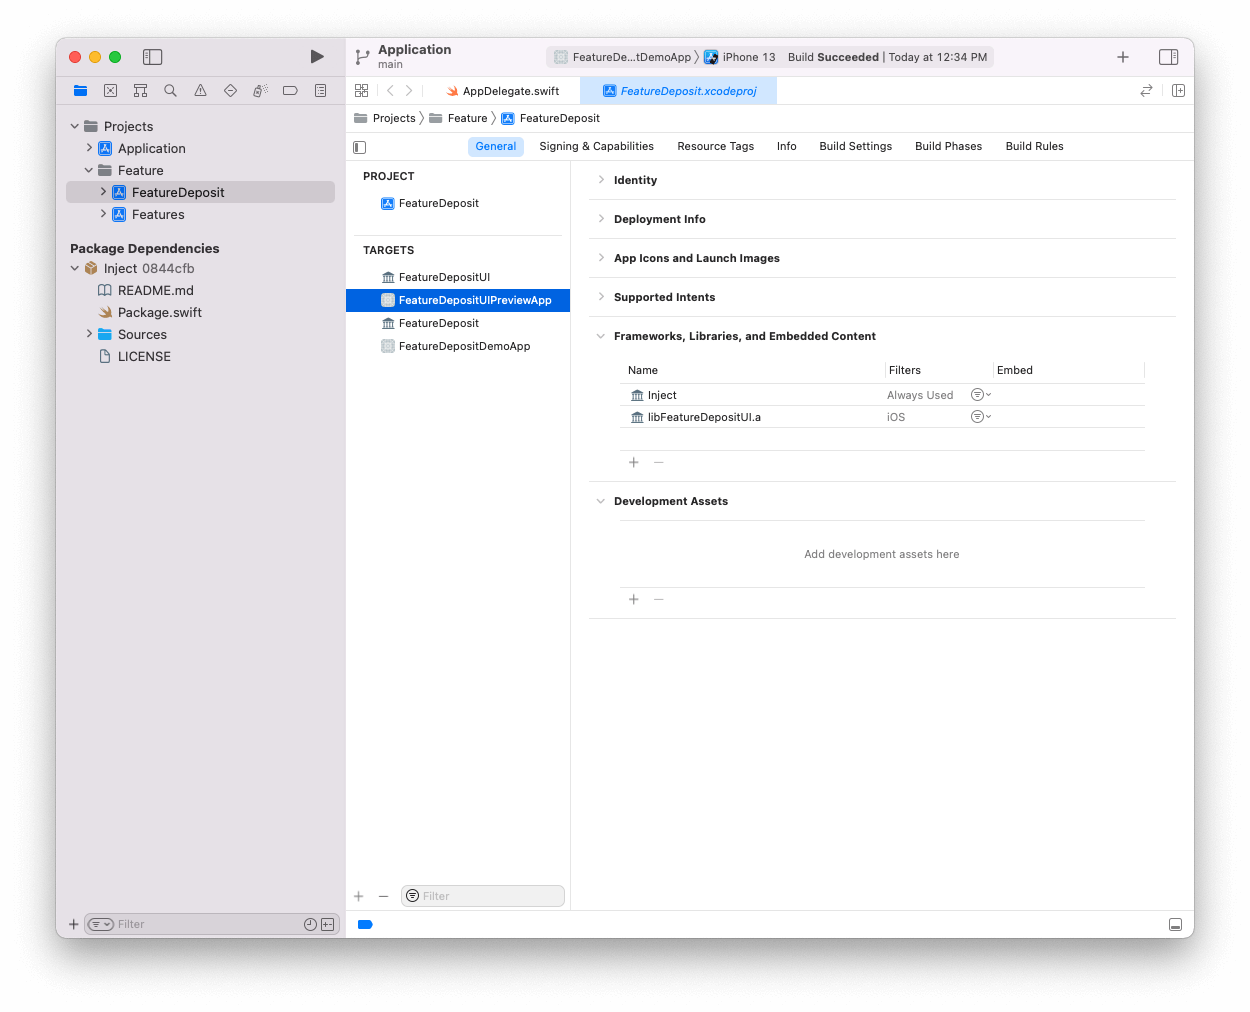 Application
main
FeatureDe...tDemoApp
iPhone 13
Build Succeeded | Today at 12:34 PM
AppDelegate.swift
FeatureDeposit.xcodeproj
Projects
Feature
FeatureDeposit
General
Signing & Capabilities
Resource Tags
Info
Build Settings
Build Phases
Build Rules
Projects
Application
Feature
FeatureDeposit
Features
Package Dependencies
Inject 0844cfb
README.md
Package.swift
Sources
LICENSE
Filter
PROJECT
FeatureDeposit
TARGETS
FeatureDepositUI
FeatureDepositUIPreviewApp
FeatureDeposit
FeatureDepositDemoApp
Filter
Identity
Deployment Info
App Icons and Launch Images
Supported Intents
Frameworks, Libraries, and Embedded Content
Name Filters Embed
Inject Always Used
libFeatureDepositUI.a iOS
Development Assets
Add development assets here